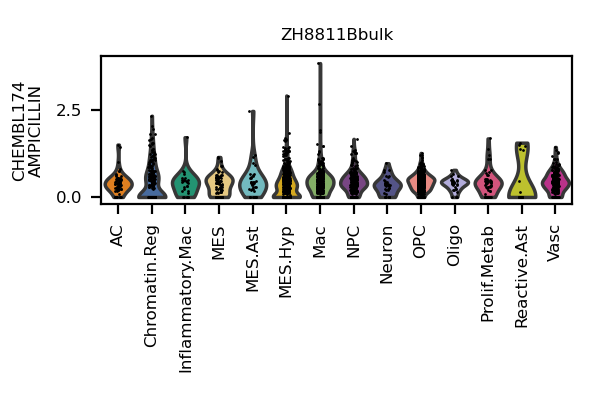 ZH8811Bbulk
CHEMBL174
AMPICILLIN
2.5
0.0
AC
Chromatin.Reg
Inflammatory.Mac
MES
MES.Ast
MES.Hyp
Mac
NPC
Neuron
OPC
Oligo
Prolif.Metab
Reactive.Ast
Vasc